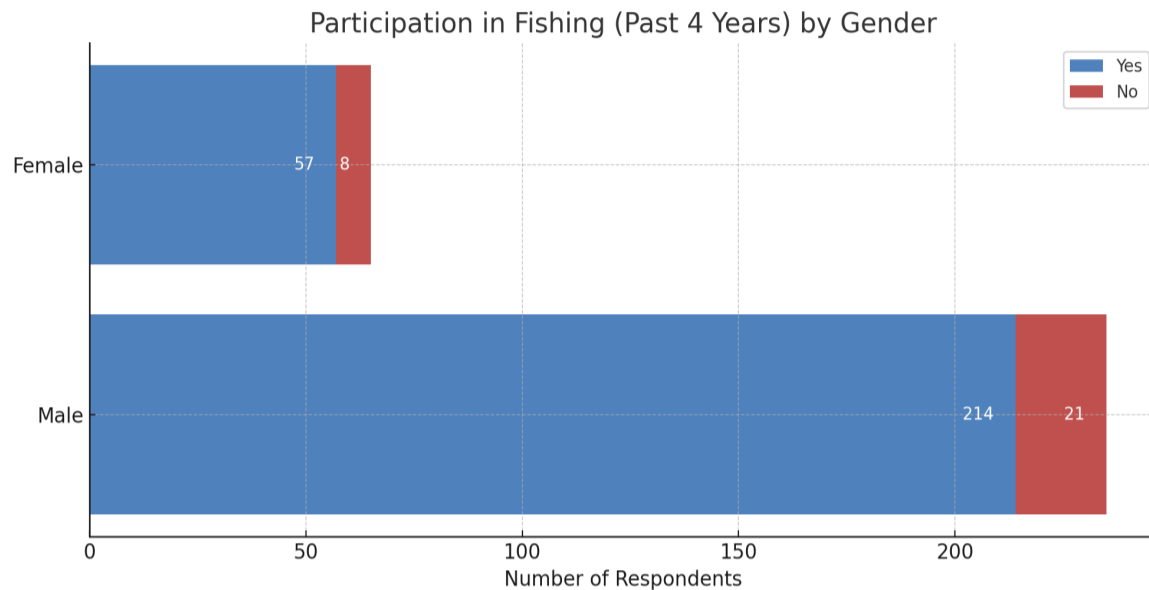 Participation in Fishing (Past 4 Years) by Gender
Yes
No
Female
57 8
Male
214 21
0 50 100 150 200
Number of Respondents